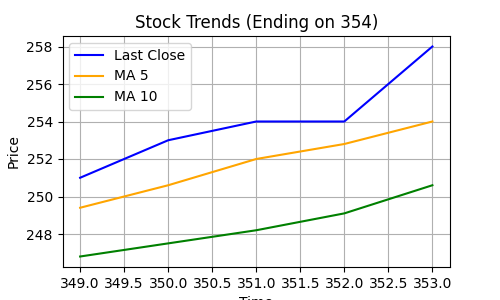 Stock Trends (Ending on 354)
Last Close
MA 5
MA 10
Price
258
256
254
252
250
248
349.0 349.5 350.0 350.5 351.0 351.5 352.0 352.5 353.0
Time